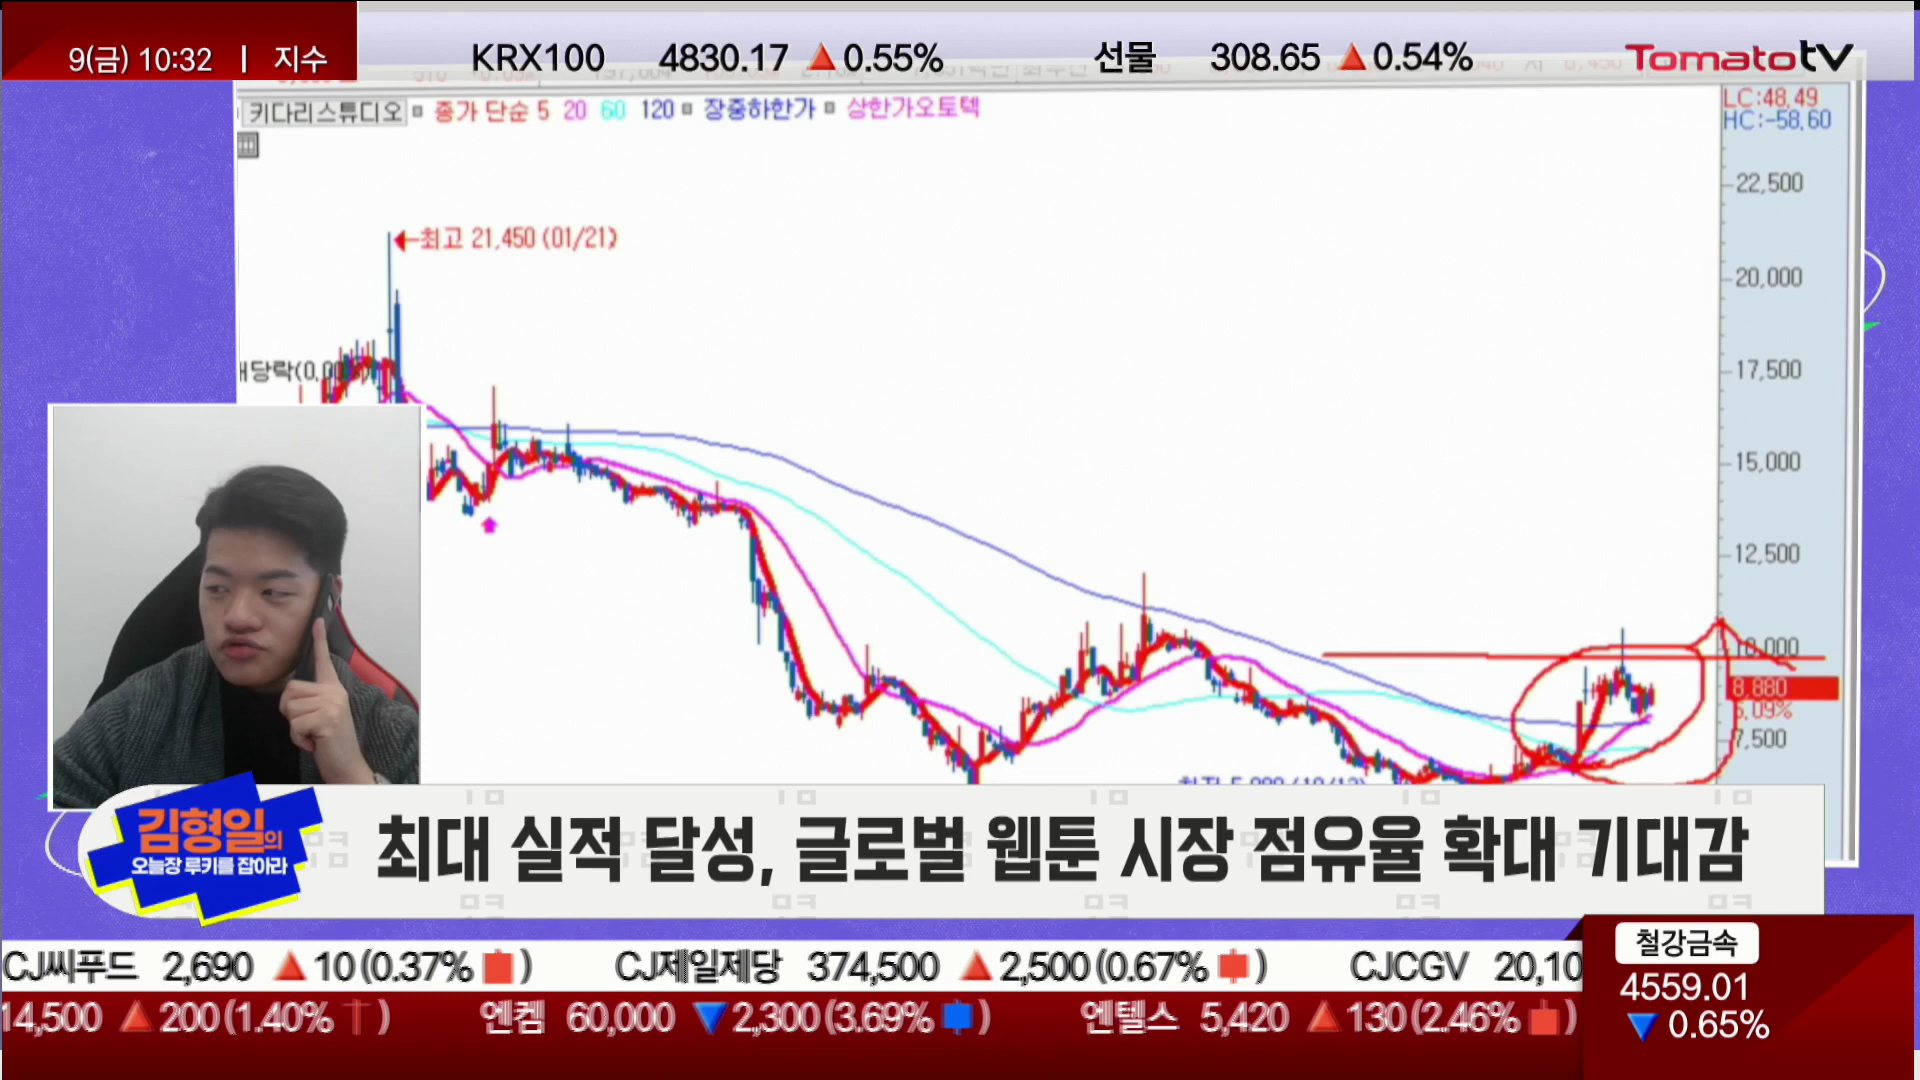 9(금) 10:32 | 지수
KRX100 4830.17 ▲0.55% 선물 308.65 ▲0.54%
Tomato tv
키다리스튜디오 종가 단순 5 20 60 120 장중하한가 상한가오토텍
LC:48,49
HC:-58,60
22,500
최고 21,450 (01/21)
20,000
17,500
15,000
12,500
10,000
8,880
7,500
김형일의
오늘장 루키를 잡아라
최대 실적 달성, 글로벌 웹툰 시장 점유율 확대 기대감
CJ씨푸드 2,690 ▲10(0.37%) CJ제일제당 374,500 ▲2,500(0.67%) CJCGV 20,10
14,500 ▲200(1.40%) 엔켐 60,000 ▼2,300(3.69%) 엔텔스 5,420 ▲130(2.46%)
철강금속
4559.01
▼0.65%